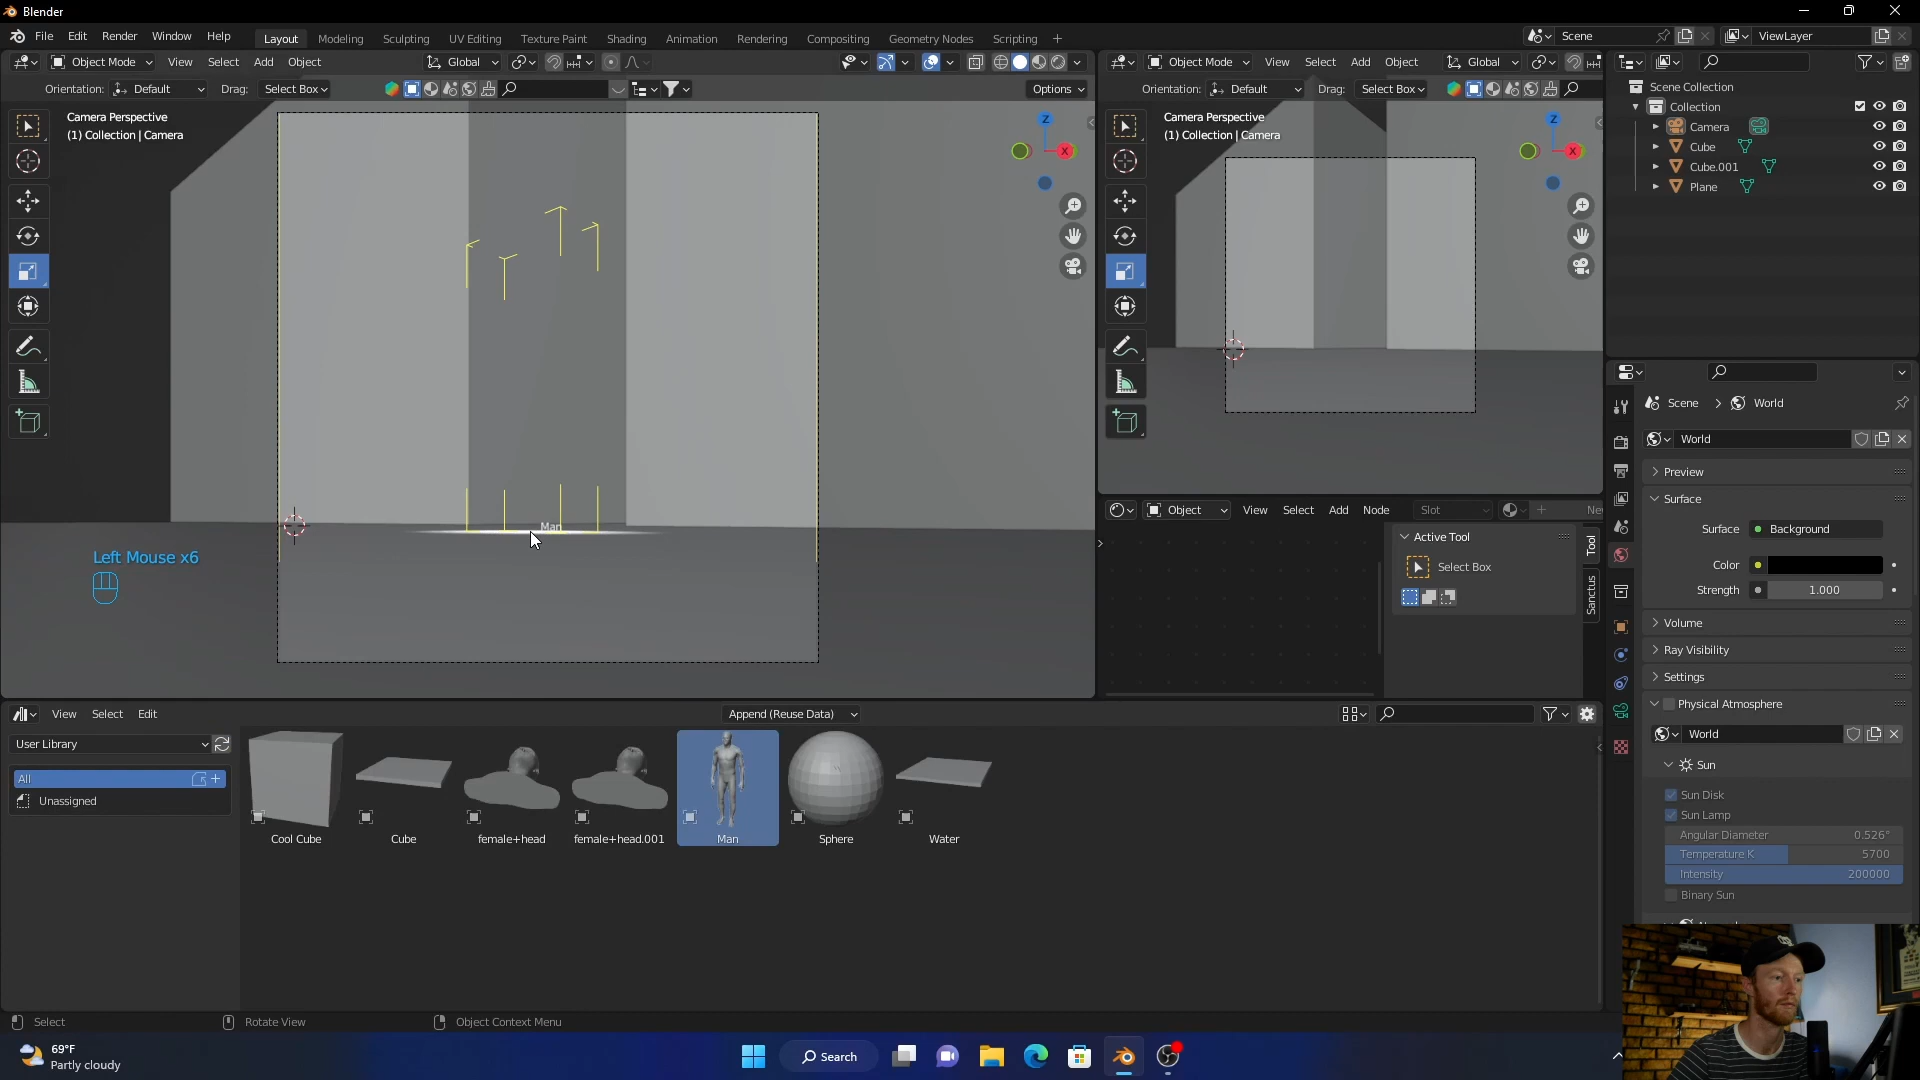 Blender
File Edit Render Window Help
Layout Modeling Sculpting UV Editing Texture Paint Shading Animation Rendering Compositing Geometry Nodes Scripting +
Scene ViewLayer
Object Mode View Select Add Object Global
Object Mode View Select Add Object Global
Orientation: Default Drag: Select Box Options
Orientation: Default Drag: Select Box
Camera Perspective
(1) Collection | Camera
Z
X
Camera Perspective
(1) Collection | Camera
Z
X
Scene Collection
Collection
Camera
Cube
Cube.001
Plane
Man
Left Mouse x6
Object View Select Add Node Slot Ne
Active Tool
Select Box
Tool
Sanctus
Scene > World
World
Preview
Surface
Surface Background
Color
Strength 1.000
Volume
Ray Visibility
Settings
Physical Atmosphere
World
Sun
Sun Disk
Sun Lamp
Angular Diameter 0.526°
Temperature K 5700
Intensity 200000
Binary Sun
View Select Edit Append (Reuse Data)
User Library
All
Unassigned
Cool Cube Cube female+head female+head.001 Man Sphere Water
Select Rotate View Object Context Menu
69°F
Partly cloudy
Search